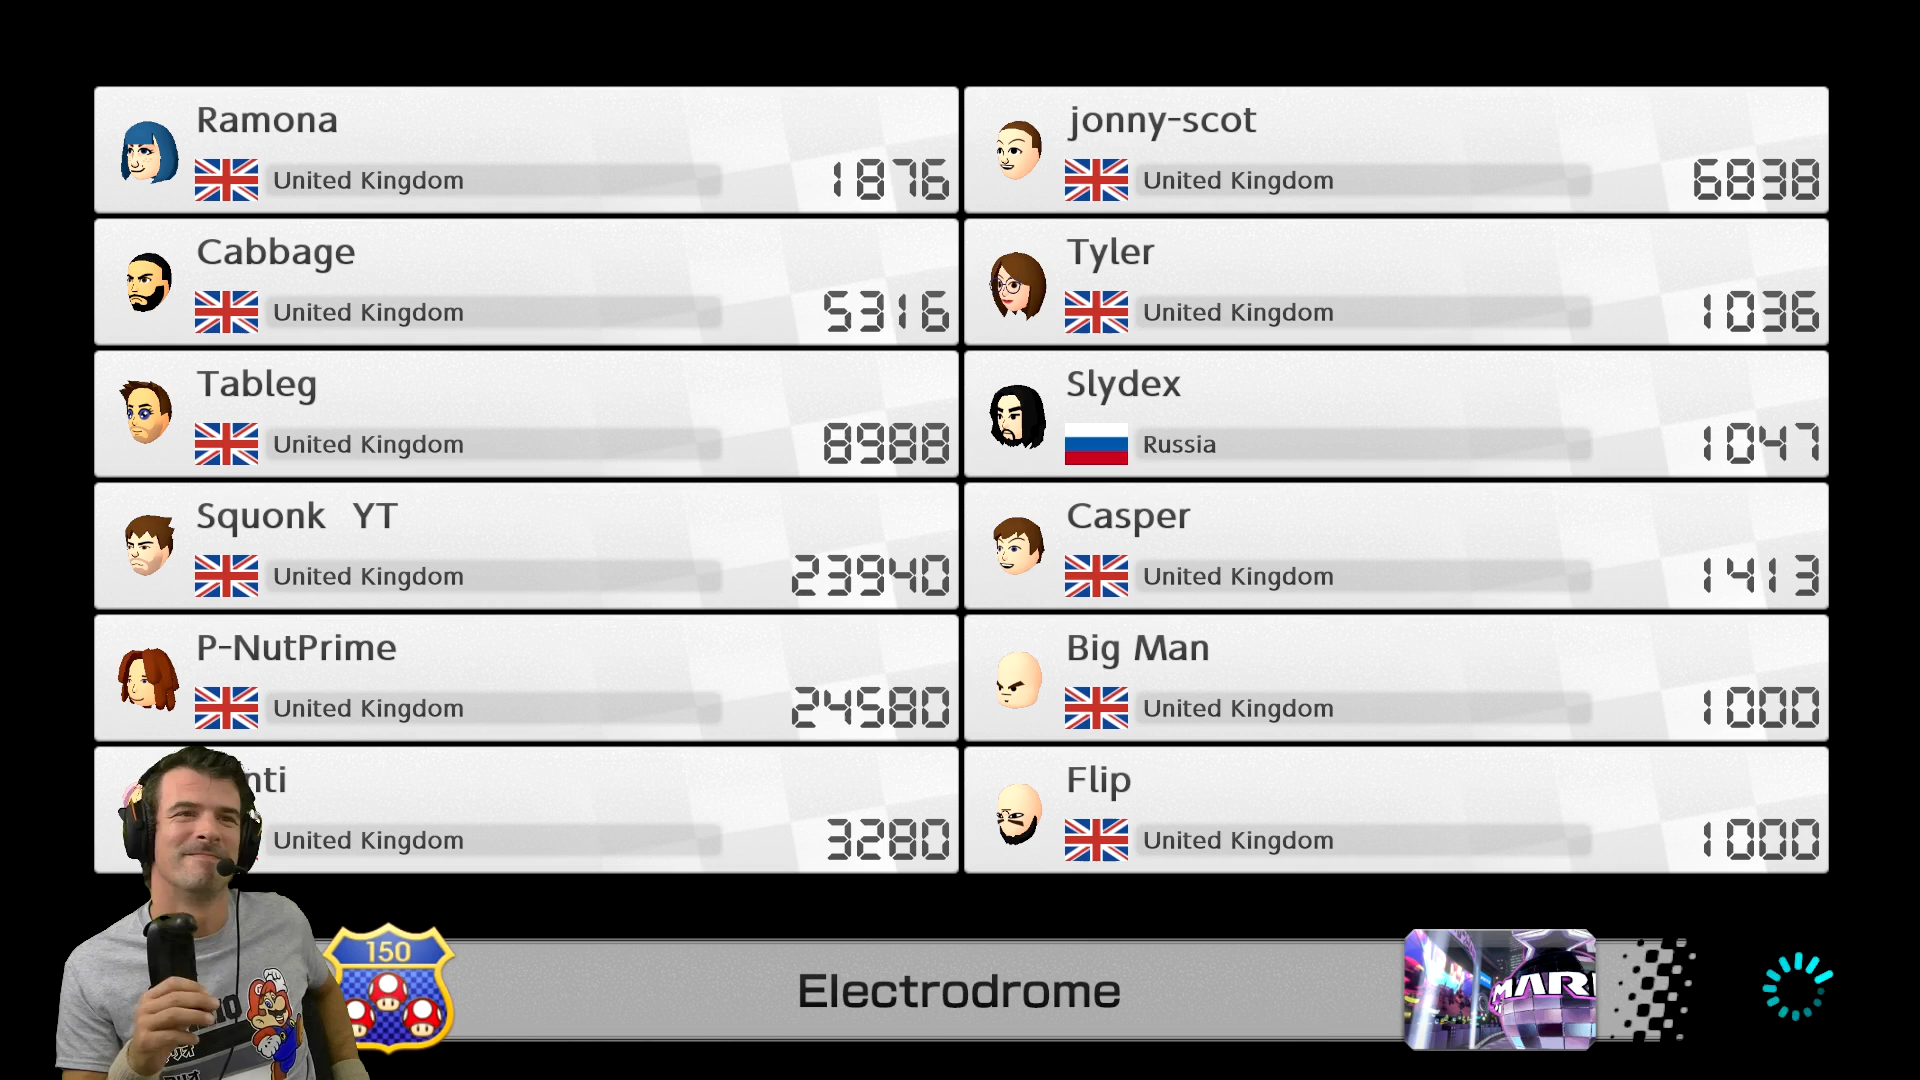 Ramona
United Kingdom
1876
jonny-scot
United Kingdom
6838
Cabbage
United Kingdom
5316
Tyler
United Kingdom
1036
Tableg
United Kingdom
8988
Slydex
Russia
1047
Squonk YT
United Kingdom
23940
Casper
United Kingdom
1413
P-NutPrime
United Kingdom
24580
Big Man
United Kingdom
1000
United Kingdom
3280
Flip
United Kingdom
1000
150
Electrodrome